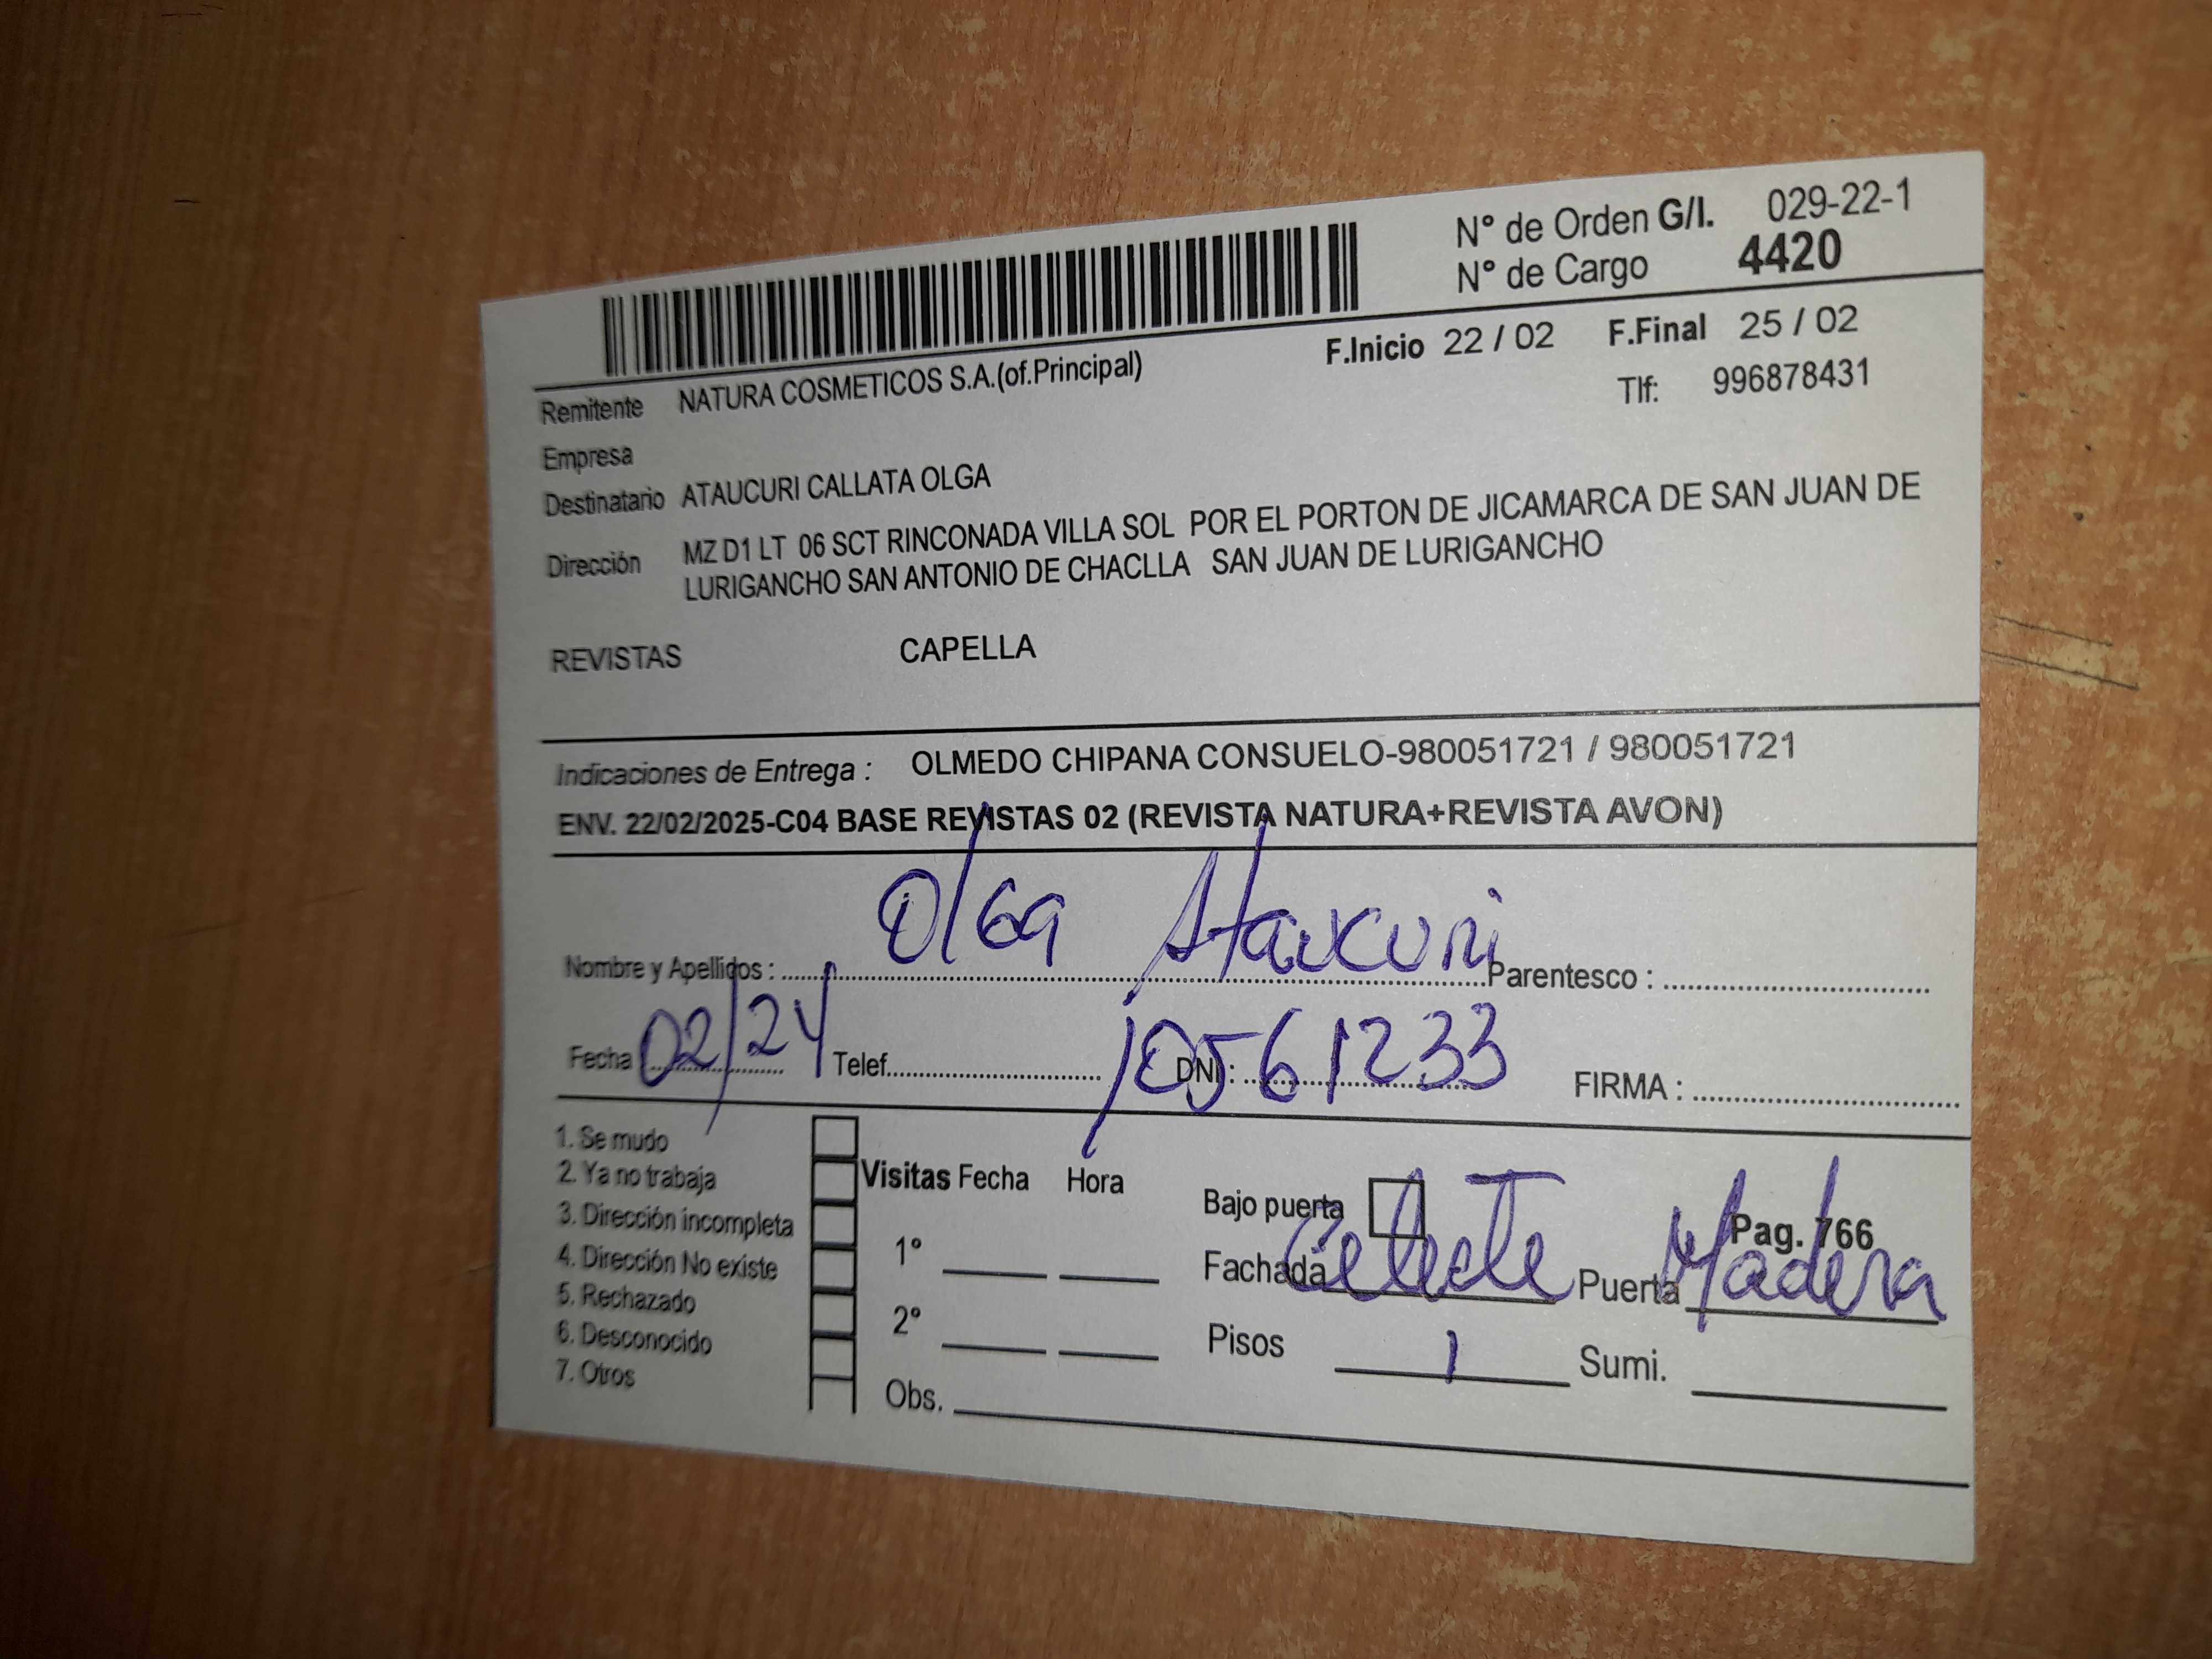 N° de Orden G/I. 029-22-1
N° de Cargo 4420
F.Inicio 22 / 02 F.Final 25 / 02
Remitente NATURA COSMETICOS S.A.(of.Principal) Tlf: 996878431
Empresa
Destinatario ATAUCURI CALLATA OLGA
Dirección MZ D1 LT 06 SCT RINCONADA VILLA SOL POR EL PORTON DE JICAMARCA DE SAN JUAN DE
LURIGANCHO SAN ANTONIO DE CHACLLA SAN JUAN DE LURIGANCHO
REVISTAS CAPELLA
Indicaciones de Entrega : OLMEDO CHIPANA CONSUELO-980051721 / 980051721
ENV. 22/02/2025-C04 BASE REVISTAS 02 (REVISTA NATURA+REVISTA AVON)
Nombre y Apellidos : Olga Ataucuri Parentesco :
Fecha 02/24 Telef. DNI : 10561233 FIRMA :
1. Se mudo
2. Ya no trabaja
3. Dirección incompleta
4. Dirección No existe
5. Rechazado
6. Desconocido
7. Otros
Visitas Fecha Hora
1°
2°
Obs.
Bajo puerta Pag. 766
Fachada Celeste Puerta Madera
Pisos 1 Sumi.